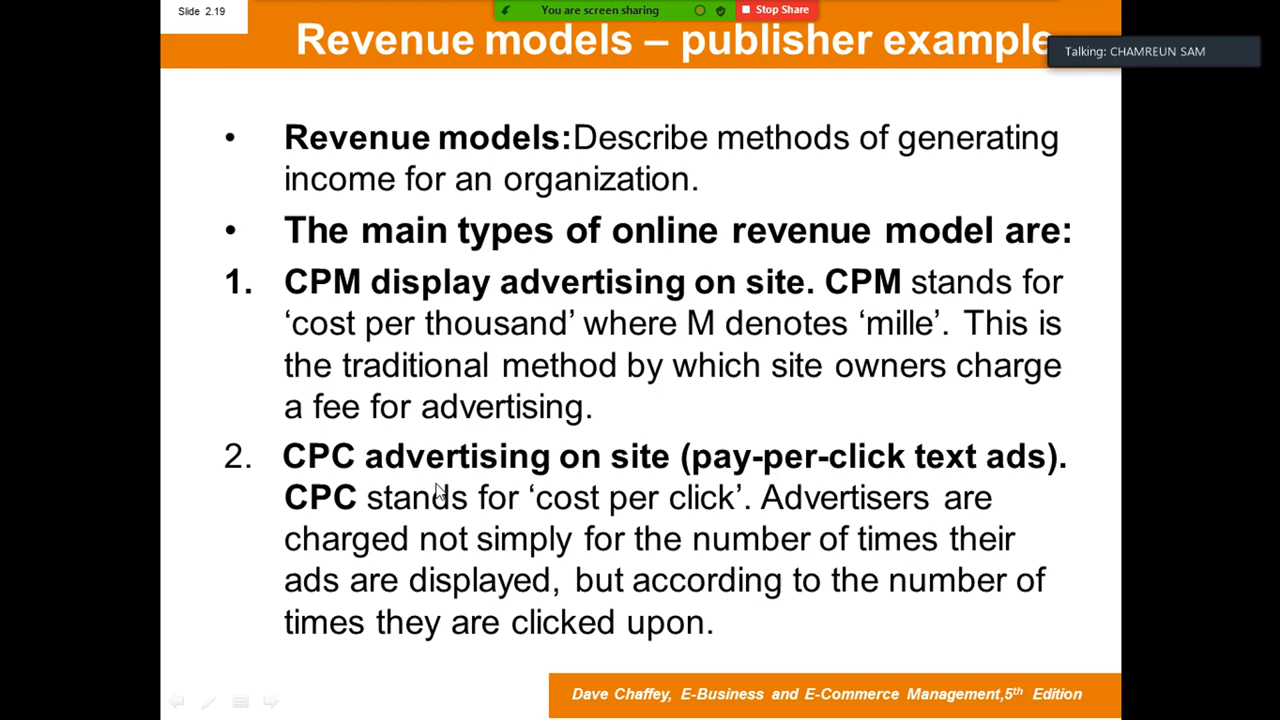 Slide 2.19
You are screen sharing
Stop Share
Revenue models – publisher example
Talking: CHAMREUN SAM
• Revenue models:Describe methods of generating
income for an organization.
• The main types of online revenue model are:
1. CPM display advertising on site. CPM stands for
‘cost per thousand’ where M denotes ‘mille’. This is
the traditional method by which site owners charge
a fee for advertising.
2. CPC advertising on site (pay-per-click text ads).
CPC stands for ‘cost per click’. Advertisers are
charged not simply for the number of times their
ads are displayed, but according to the number of
times they are clicked upon.
Dave Chaffey, E-Business and E-Commerce Management,5th Edition